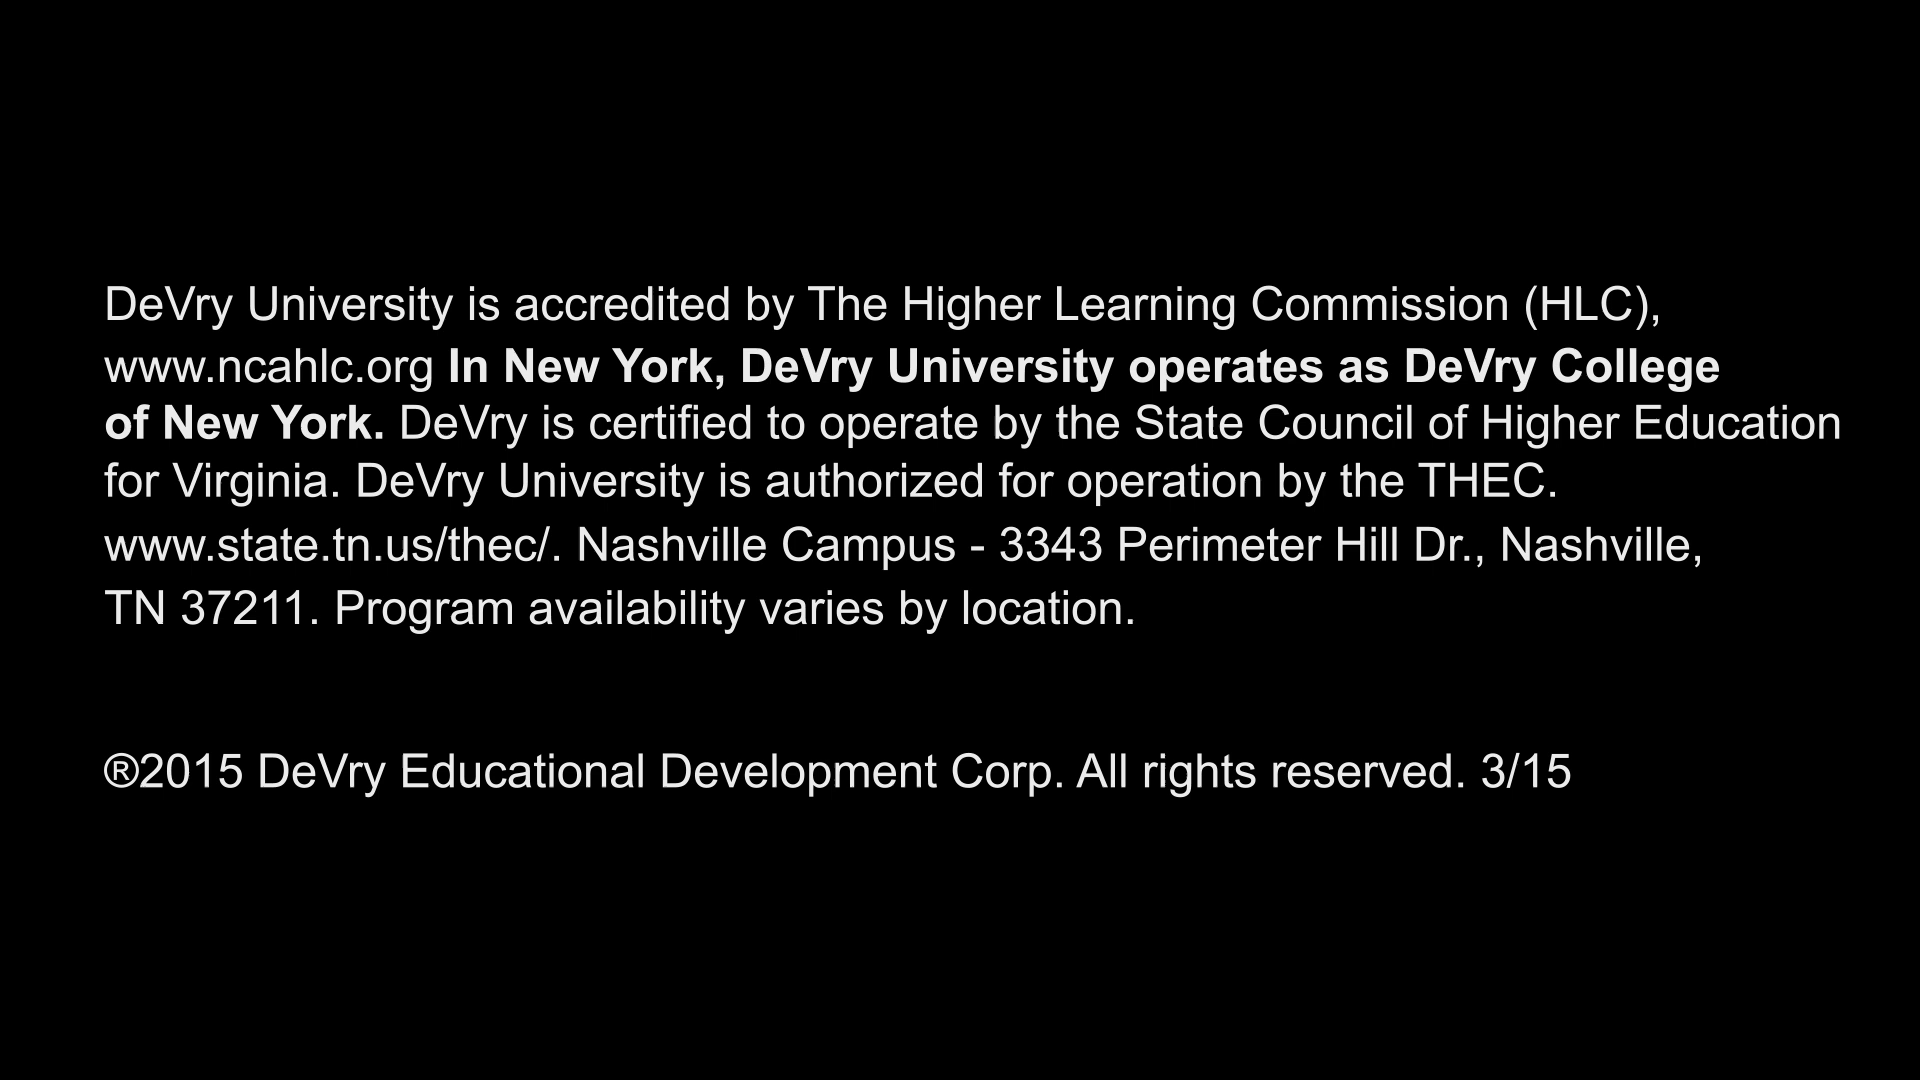 DeVry University is accredited by The Higher Learning Commission (HLC),
www.ncahlc.org In New York, DeVry University operates as DeVry College
of New York. DeVry is certified to operate by the State Council of Higher Education
for Virginia. DeVry University is authorized for operation by the THEC.
www.state.tn.us/thec/. Nashville Campus - 3343 Perimeter Hill Dr., Nashville,
TN 37211. Program availability varies by location.
®2015 DeVry Educational Development Corp. All rights reserved. 3/15